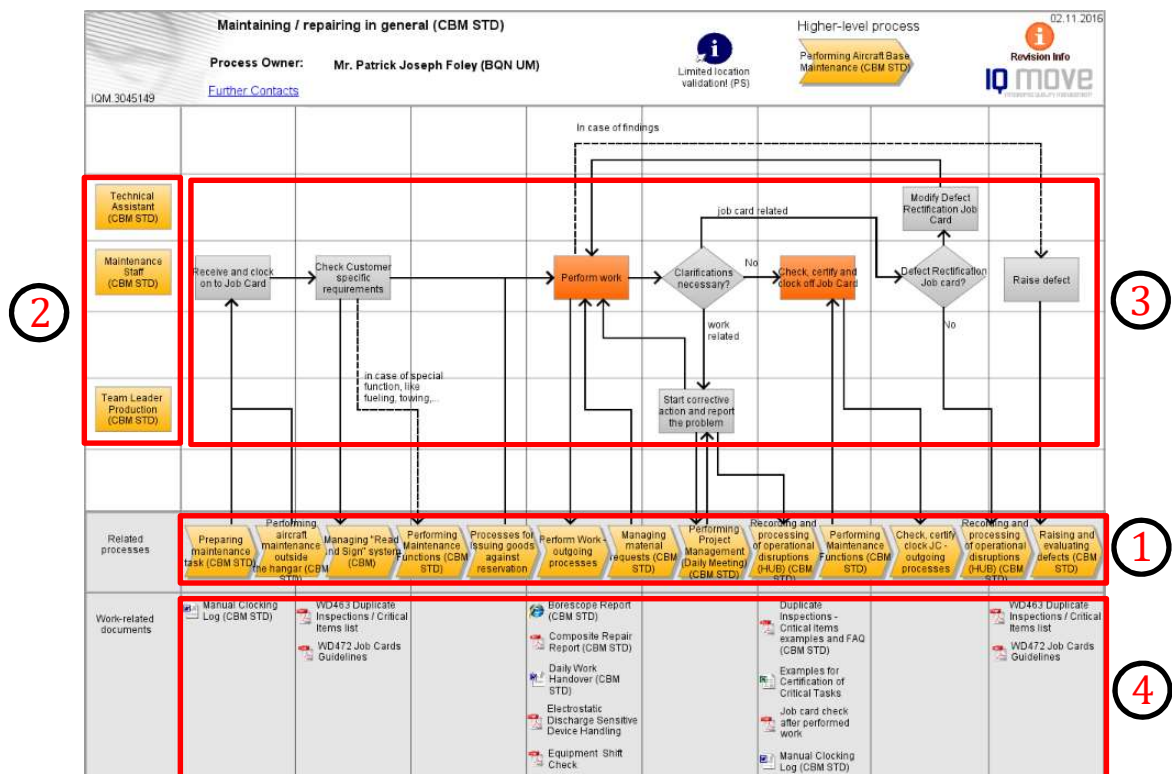 Maintaining / repairing in general (CBM STD)
Process Owner:
Mr. Patrick Joseph Foley (BQN UM)
Further Contacts
IQM.3045149
Limited location
validation! (PS)
Higher-level process
Performing Aircraft Base
Maintenance (CBM STD)
02.11.2016
Revision Info
IQ move
In case of findings
Technical
Assistant
(CBM STD)
job card related
Modify Defect
Rectification Job
Card
Maintenance
Staff
(CBM STD)
Receive and clock
on to Job Card
Check Customer
specific
requirements
Perform work
Clarifications
necessary?
No
Check, certify and
clock off Job Card
Defect Rectification
Job card?
Raise defect
2
3
work
related
No
in case of special
function, like
fueling, towing,...
Team Leader
Production
(CBM STD)
Start corrective
action and report
the problem
Related
processes
Preparing
maintenance
task (CBM STD)
Performing
aircraft
maintenance
outside
the hangar (CBM
STD)
Managing "Read
and Sign" system
(CBM)
Performing
Maintenance
Functions (CBM
STD)
Processes for
issuing goods
against
reservation
Perform Work -
outgoing
processes
Managing
material
requests (CBM
STD)
Performing
Project
Management
(Daily Meeting)
(CBM STD)
Recording and
processing
of operational
disruptions
(HUB) (CBM
STD)
Performing
Maintenance
Functions (CBM
STD)
Check, certify
clock JC -
outgoing
processes
Recording and
processing
of operational
disruptions
(HUB) (CBM
STD)
Raising and
evaluating
defects (CBM
STD)
1
Work-related
documents
Manual Clocking
Log (CBM STD)
WD463 Duplicate
Inspections / Critical
Items list
WD472 Job Cards
Guidelines
Borescope Report
(CBM STD)
Composite Repair
Report (CBM STD)
Daily Work
Handover (CBM
STD)
Electrostatic
Discharge Sensitive
Device Handling
Equipment Shift
Check
Duplicate
Inspections -
Critical Items
examples and FAQ
(CBM STD)
Examples for
Certification of
Critical Tasks
Job card check
after performed
work
Manual Clocking
Log (CBM STD)
WD463 Duplicate
Inspections / Critical
Items list
WD472 Job Cards
Guidelines
4